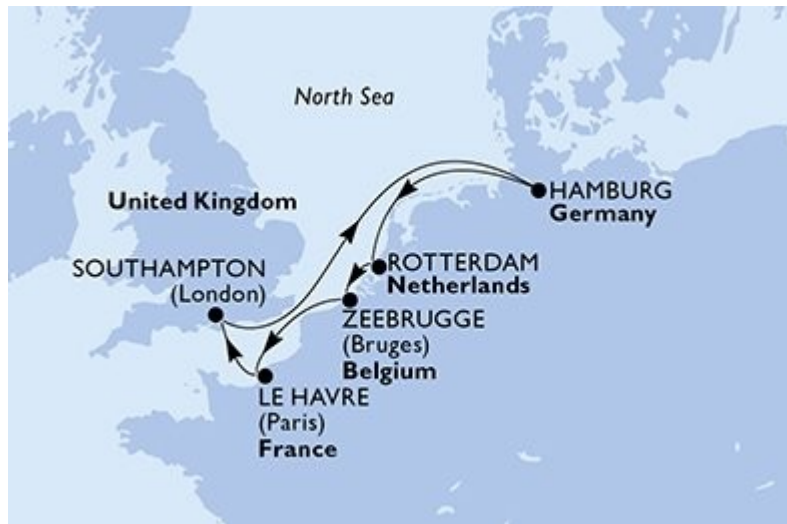 North Sea
United Kingdom
HAMBURG
Germany
SOUTHAMPTON
(London)
ROTTERDAM
Netherlands
ZEEBRUGGE
(Bruges)
Belgium
LE HAVRE
(Paris)
France